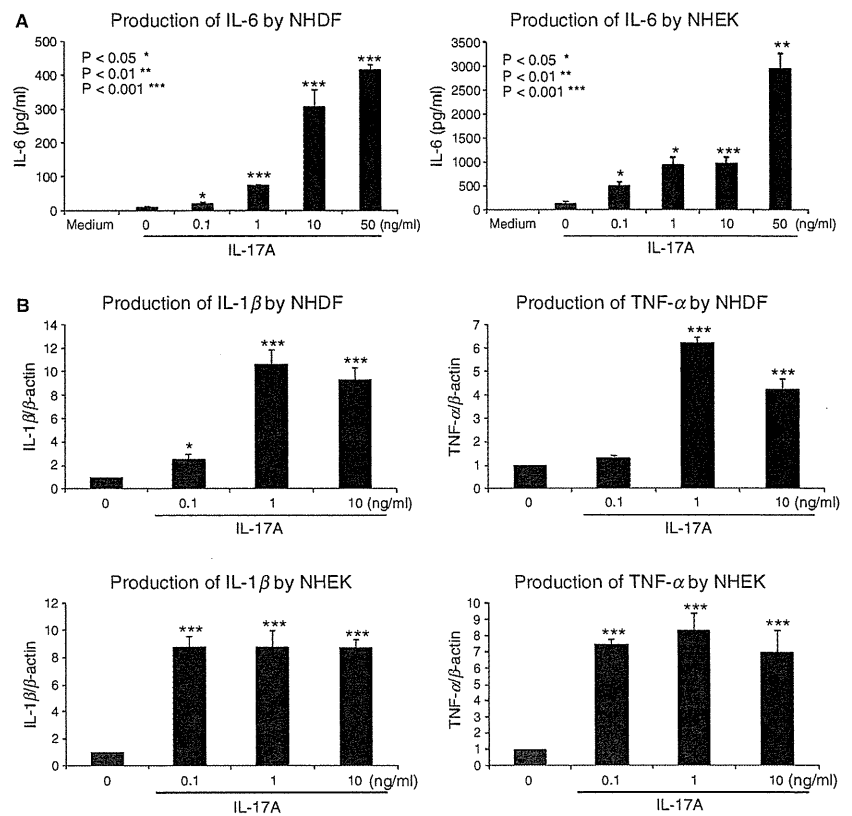 A
Production of IL-6 by NHDF
P < 0.05 *
P < 0.01 **
P < 0.001 ***
IL-6 (pg/ml)
500
400
300
200
100
0
* *** *** ***
Medium 0 0.1 1 10 50 (ng/ml)
IL-17A
Production of IL-6 by NHEK
P < 0.05 *
P < 0.01 **
P < 0.001 ***
IL-6 (pg/ml)
3500
3000
2500
2000
1500
1000
500
0
* * *** **
Medium 0 0.1 1 10 50 (ng/ml)
IL-17A
B
Production of IL-1β by NHDF
IL-1β/β-actin
14
12
10
8
6
4
2
0
* *** ***
0 0.1 1 10 (ng/ml)
IL-17A
Production of TNF-α by NHDF
TNF-α/β-actin
7
6
5
4
3
2
1
0
*** ***
0 0.1 1 10 (ng/ml)
IL-17A
Production of IL-1β by NHEK
IL-1β/β-actin
12
10
8
6
4
2
0
*** *** ***
0 0.1 1 10 (ng/ml)
IL-17A
Production of TNF-α by NHEK
TNF-α/β-actin
10
9
8
7
6
5
4
3
2
1
0
*** *** ***
0 0.1 1 10 (ng/ml)
IL-17A